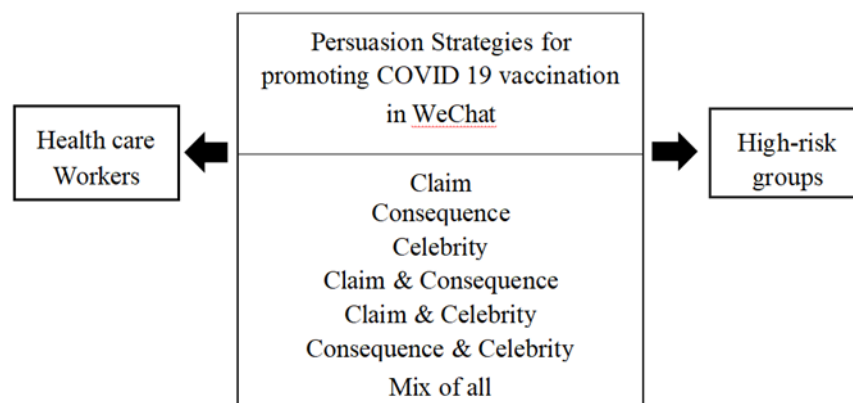 Persuasion Strategies for
promoting COVID 19 vaccination
in WeChat
Health care
Workers
High-risk
groups
Claim
Consequence
Celebrity
Claim & Consequence
Claim & Celebrity
Consequence & Celebrity
Mix of all